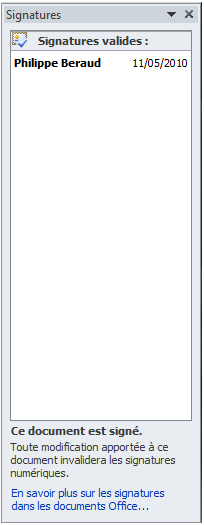 Signatures
Signatures valides :
Philippe Beraud 11/05/2010
Ce document est signé.
Toute modification apportée à ce
document invalidera les signatures
numériques.
En savoir plus sur les signatures
dans les documents Office...